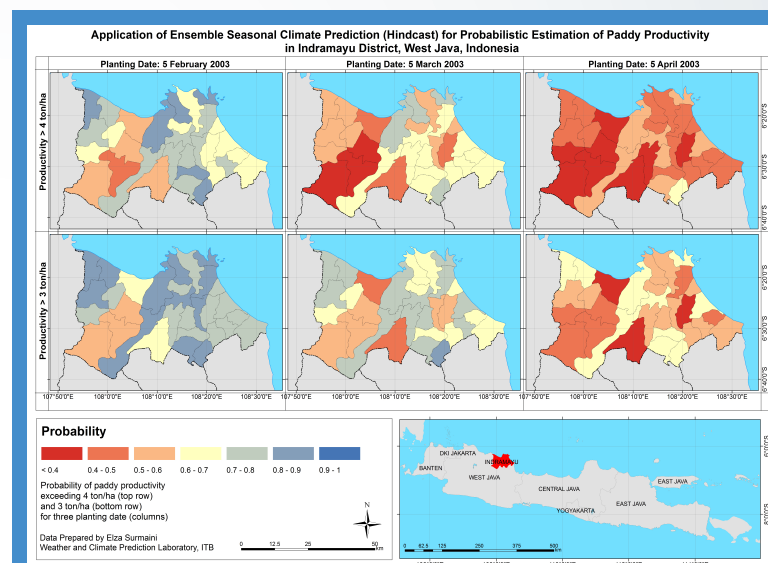 Application of Ensemble Seasonal Climate Prediction (Hindcast) for Probabilistic Estimation of Paddy Productivity
in Indramayu District, West Java, Indonesia
Planting Date: 5 February 2003
Planting Date: 5 March 2003
Planting Date: 5 April 2003
Productivity > 4 ton/ha
6°20'0"S
6°30'0"S
6°40'0"S
Productivity > 3 ton/ha
6°20'0"S
6°30'0"S
6°40'0"S
107°50'0"E 108°0'0"E 108°10'0"E 108°20'0"E 108°30'0"E
107°50'0"E 108°0'0"E 108°10'0"E 108°20'0"E 108°30'0"E
107°50'0"E 108°0'0"E 108°10'0"E 108°20'0"E 108°30'0"E
Probability
< 0.4 0.4 - 0.5 0.5 - 0.6 0.6 - 0.7 0.7 - 0.8 0.8 - 0.9 0.9 - 1
Probability of paddy productivity
exceeding 4 ton/ha (top row)
and 3 ton/ha (bottom row)
for three planting date (columns)
Data Prepared by Elza Surmaini
Weather and Climate Prediction Laboratory, ITB
N
0 12.5 25 50
km
DKI JAKARTA
INDRAMAYU
BANTEN
WEST JAVA
CENTRAL JAVA
EAST JAVA
EAST JAVA
YOGYAKARTA
0 62.5 125 250 375 500
km